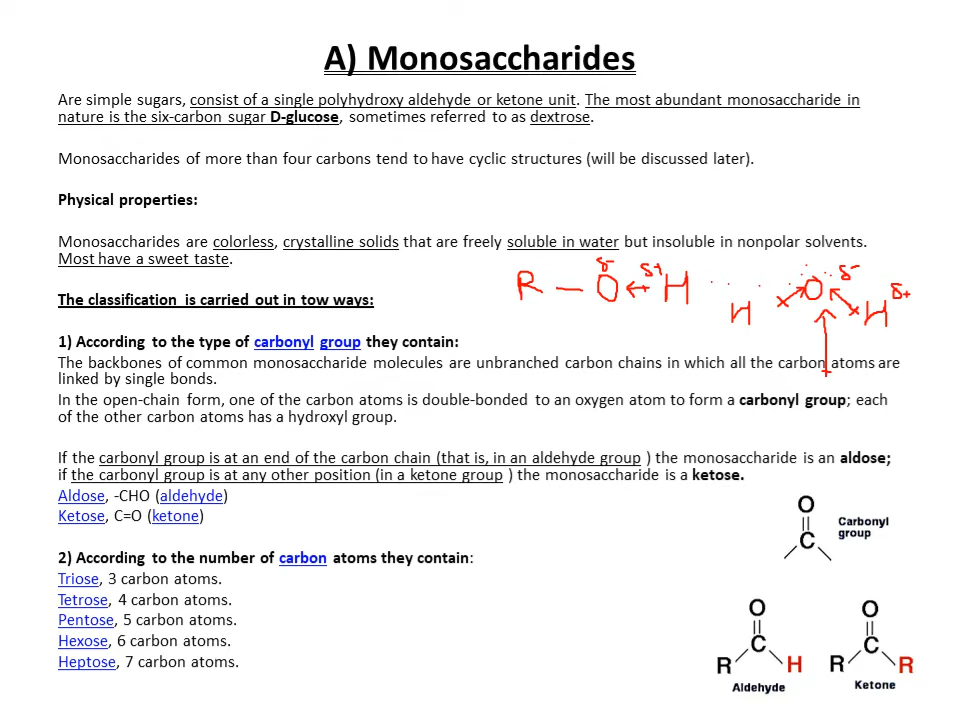 A) Monosaccharides
Are simple sugars, consist of a single polyhydroxy aldehyde or ketone unit. The most abundant monosaccharide in
nature is the six-carbon sugar D-glucose, sometimes referred to as dextrose.
Monosaccharides of more than four carbons tend to have cyclic structures (will be discussed later).
Physical properties:
Monosaccharides are colorless, crystalline solids that are freely soluble in water but insoluble in nonpolar solvents.
Most have a sweet taste.
δ- δ+ δ-
R — O H O
H H δ+
The classification is carried out in tow ways:
1) According to the type of carbonyl group they contain:
The backbones of common monosaccharide molecules are unbranched carbon chains in which all the carbon atoms are
linked by single bonds.
In the open-chain form, one of the carbon atoms is double-bonded to an oxygen atom to form a carbonyl group; each
of the other carbon atoms has a hydroxyl group.
If the carbonyl group is at an end of the carbon chain (that is, in an aldehyde group ) the monosaccharide is an aldose;
if the carbonyl group is at any other position (in a ketone group ) the monosaccharide is a ketose.
Aldose, -CHO (aldehyde)
Ketose, C=O (ketone)
O
C
Carbonyl
group
2) According to the number of carbon atoms they contain:
Triose, 3 carbon atoms.
Tetrose, 4 carbon atoms.
Pentose, 5 carbon atoms.
Hexose, 6 carbon atoms.
Heptose, 7 carbon atoms.
O
C
R H
Aldehyde
O
C
R R
Ketone